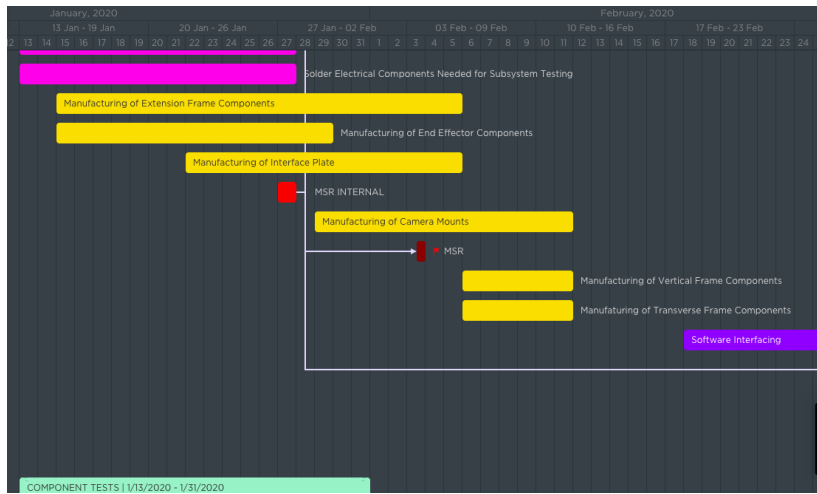 January, 2020 February, 2020
13 Jan - 19 Jan 20 Jan - 26 Jan 27 Jan - 02 Feb 03 Feb - 09 Feb 10 Feb - 16 Feb 17 Feb - 23 Feb
12 13 14 15 16 17 18 19 20 21 22 23 24 25 26 27 28 29 30 31 1 2 3 4 5 6 7 8 9 10 11 12 13 14 15 16 17 18 19 20 21 22 23 24
Solder Electrical Components Needed for Subsystem Testing
Manufacturing of Extension Frame Components
Manufacturing of End Effector Components
Manufacturing of Interface Plate
MSR INTERNAL
Manufacturing of Camera Mounts
MSR
Manufacturing of Vertical Frame Components
Manufaturing of Transverse Frame Components
Software Interfacing
COMPONENT TESTS | 1/13/2020 - 1/31/2020